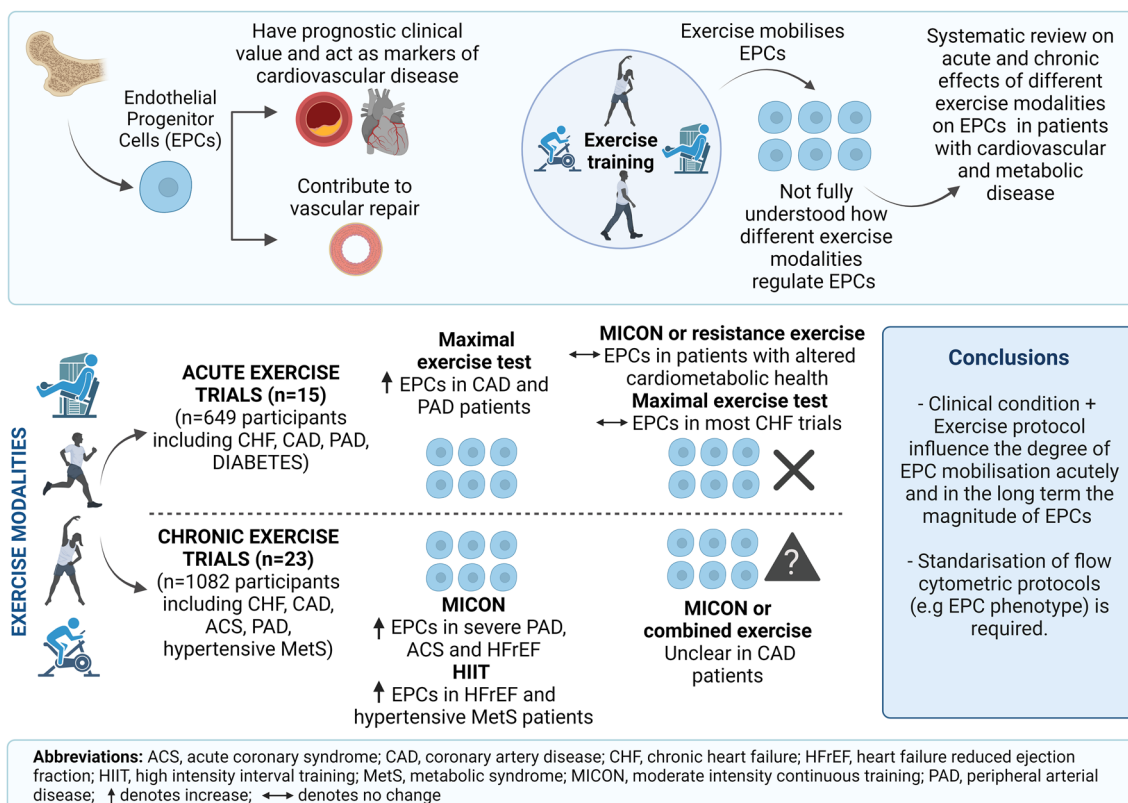 Have prognostic clinical
value and act as markers of
cardiovascular disease
Endothelial
Progenitor
Cells (EPCs)
Contribute to
vascular repair
Exercise
training
Exercise mobilises
EPCs
Not fully
understood how
different exercise
modalities
regulate EPCs
Systematic review on
acute and chronic
effects of different
exercise modalities
on EPCs in patients
with cardiovascular
and metabolic
disease
EXERCISE MODALITIES
ACUTE EXERCISE
TRIALS (n=15)
(n=649 participants
including CHF, CAD, PAD,
DIABETES)
Maximal
exercise test
↑ EPCs in CAD and
PAD patients
MICON or resistance exercise
↔ EPCs in patients with altered
cardiometabolic health
Maximal exercise test
↔ EPCs in most CHF trials
CHRONIC EXERCISE
TRIALS (n=23)
(n=1082 participants
including CHF, CAD,
ACS, PAD,
hypertensive MetS)
MICON
↑ EPCs in severe PAD,
ACS and HFrEF
HIIT
↑ EPCs in HFrEF and
hypertensive MetS patients
?
MICON or
combined exercise
Unclear in CAD
patients
Conclusions
- Clinical condition +
Exercise protocol
influence the degree of
EPC mobilisation acutely
and in the long term the
magnitude of EPCs
- Standarisation of flow
cytometric protocols
(e.g EPC phenotype) is
required.
Abbreviations: ACS, acute coronary syndrome; CAD, coronary artery disease; CHF, chronic heart failure; HFrEF, heart failure reduced ejection
fraction; HIIT, high intensity interval training; MetS, metabolic syndrome; MICON, moderate intensity continuous training; PAD, peripheral arterial
disease; ↑ denotes increase; ↔ denotes no change